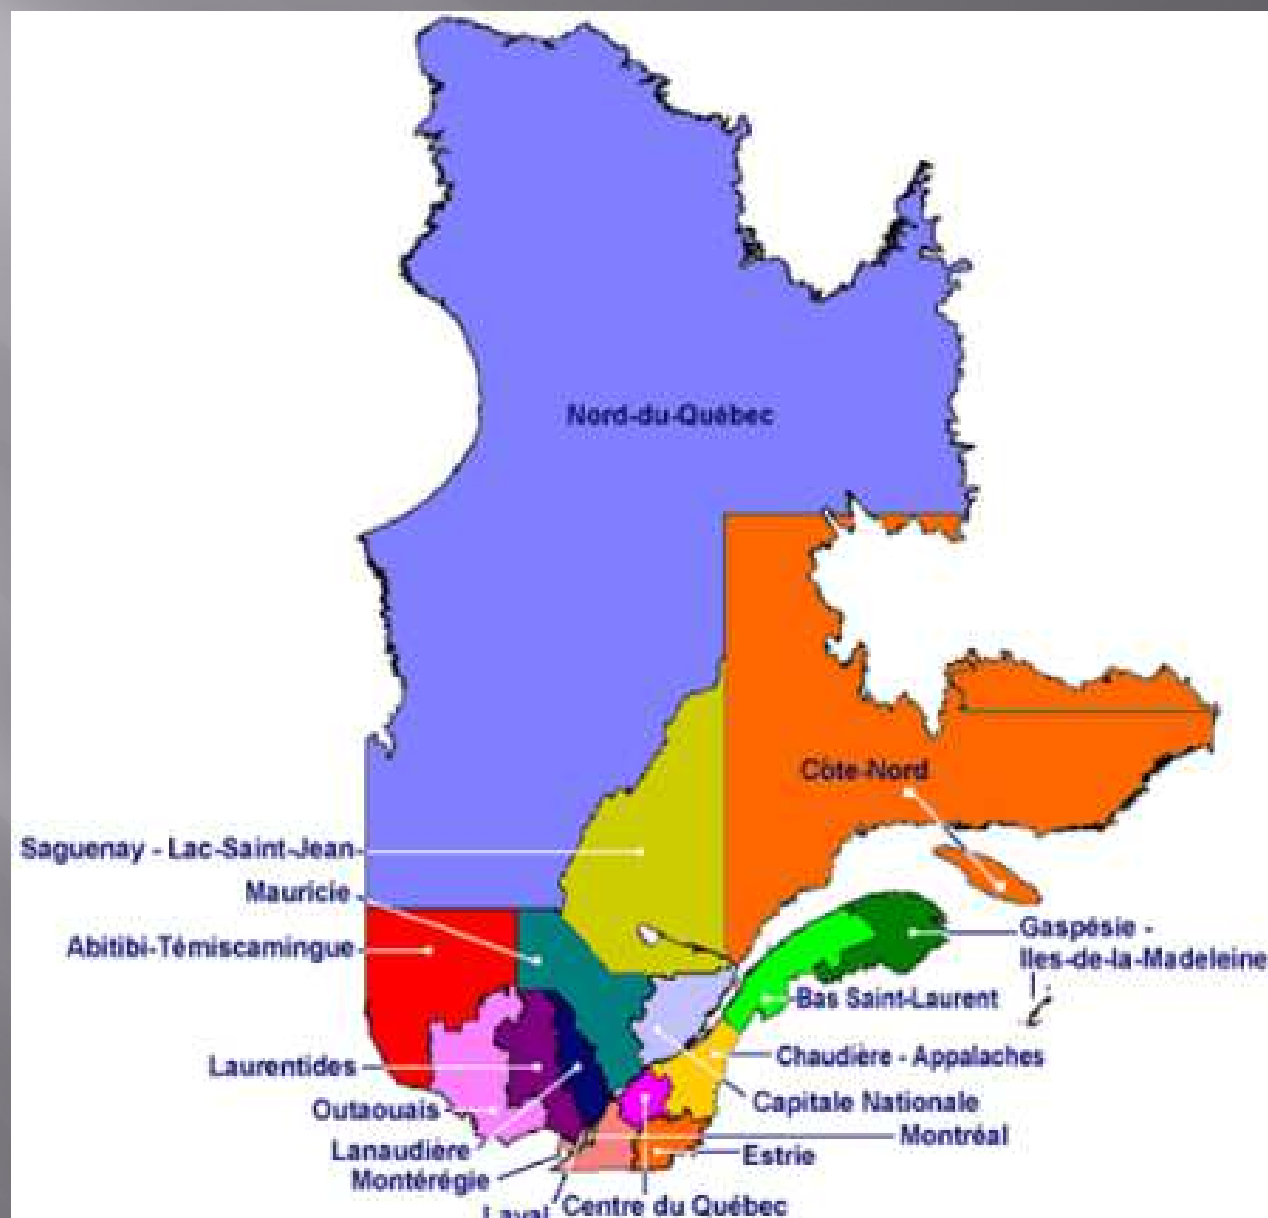 Nord-du-Québec
Côte-Nord
Saguenay - Lac-Saint-Jean
Mauricie
Abitibi-Témiscamingue
Gaspésie -
Iles-de-la-Madeleine
Bas Saint-Laurent
Chaudière - Appalaches
Laurentides
Capitale Nationale
Outaouais
Montréal
Lanaudière
Estrie
Montérégie
Laval
Centre du Québec